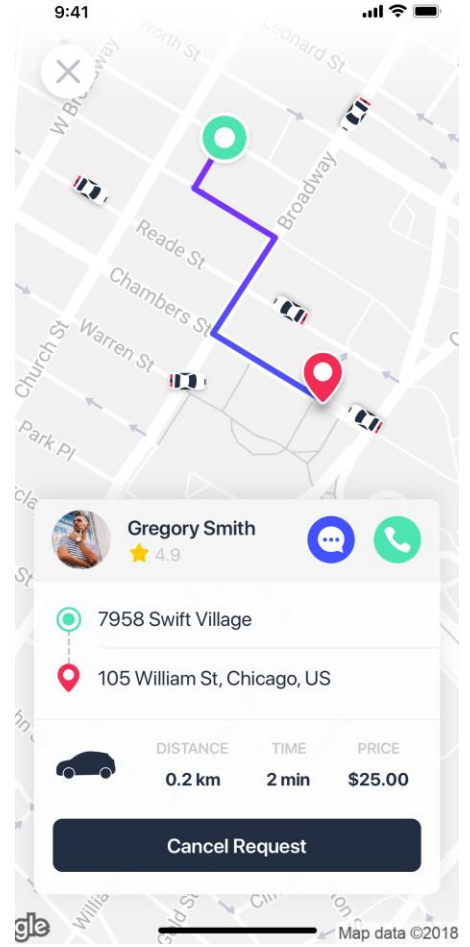 9:41
Worth St
Leonard St
W Broadway
Broadway
Reade St
Chambers St
Church St
Warren St
Park Pl
Gregory Smith
4.9
7958 Swift Village
105 William St, Chicago, US
DISTANCE TIME PRICE
0.2 km 2 min $25.00
Cancel Request
Map data ©2018